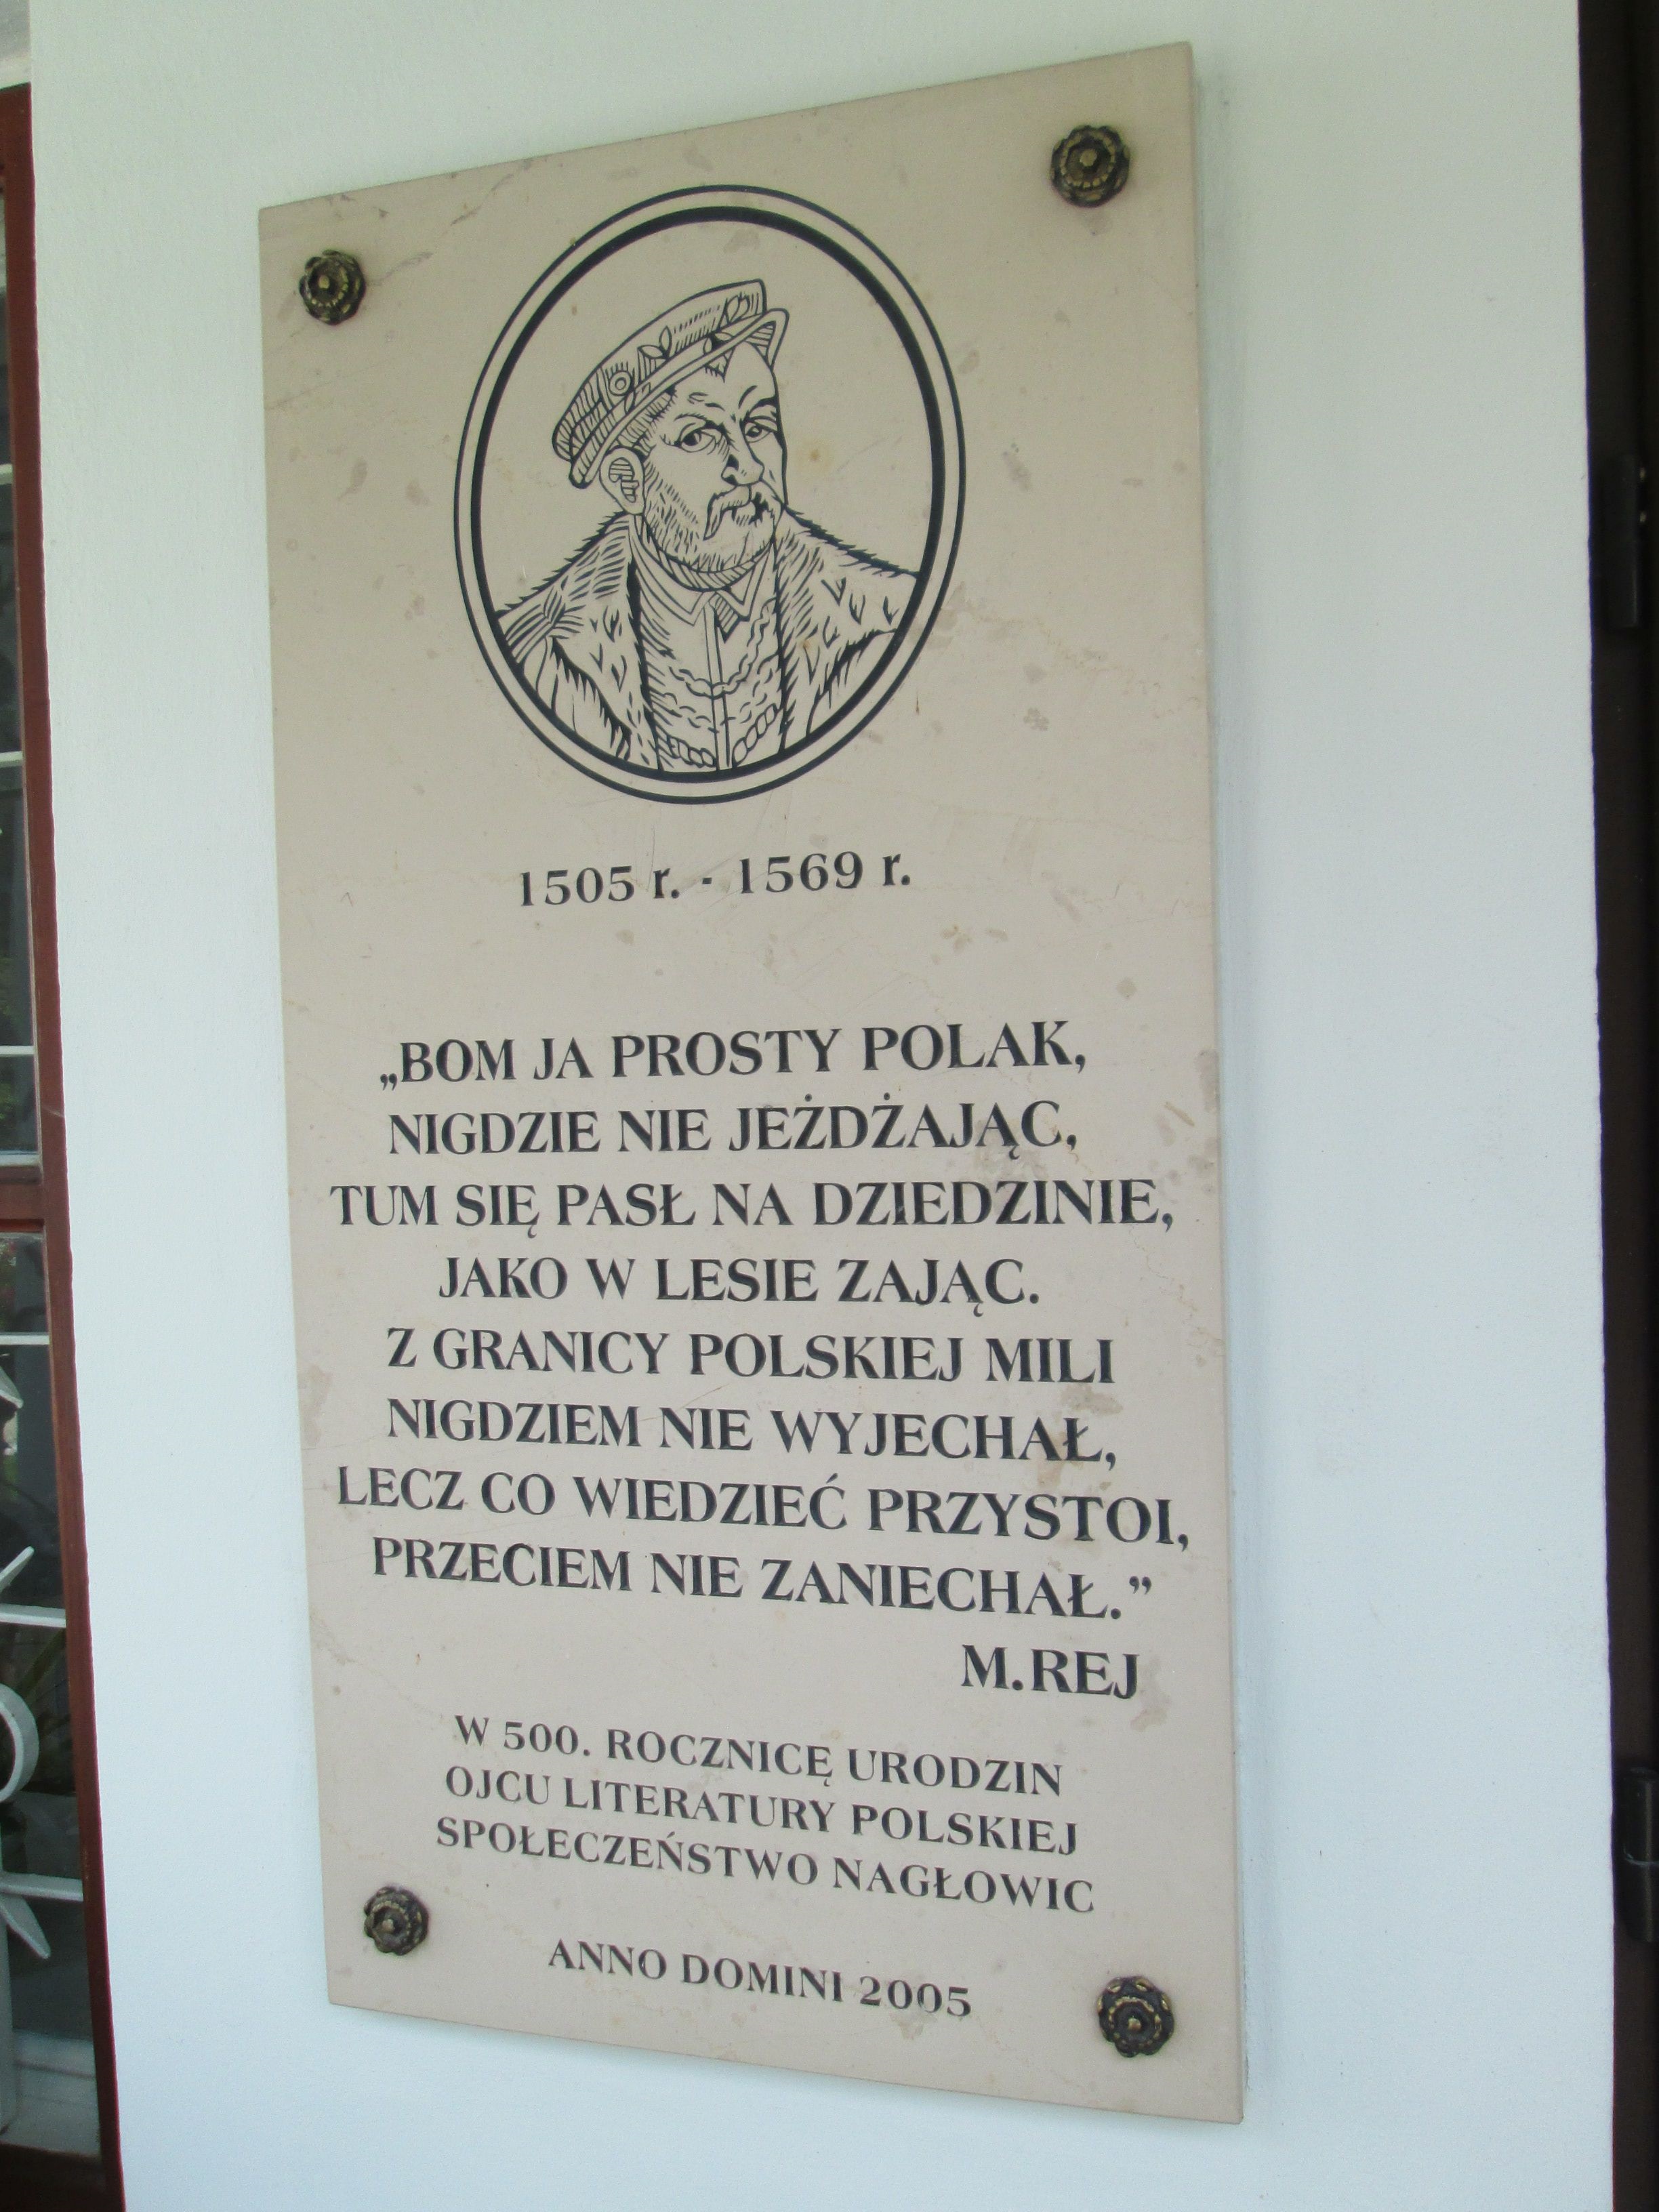 1505 r. - 1569 r.
„BOM JA PROSTY POLAK,
NIGDZIE NIE JEŻDŻAJĄC,
TUM SIĘ PASŁ NA DZIEDZINIE,
JAKO W LESIE ZAJĄC.
Z GRANICY POLSKIEJ MILI
NIGDZIEM NIE WYJECHAŁ,
LECZ CO WIEDZIEĆ PRZYSTOI,
PRZECIEM NIE ZANIECHAŁ.”
M.REJ
W 500. ROCZNICĘ URODZIN
OJCU LITERATURY POLSKIEJ
SPOŁECZEŃSTWO NAGŁOWIC
ANNO DOMINI 2005